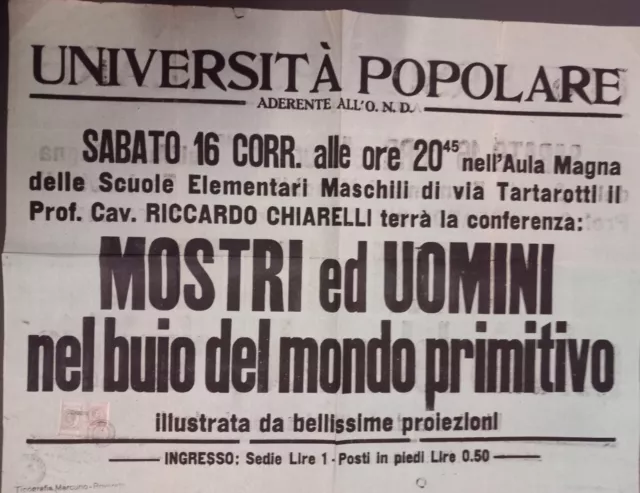 UNIVERSITÀ POPOLARE
ADERENTE ALL'O. N. D.
SABATO 16 CORR. alle ore 20⁴⁵ nell'Aula Magna
delle Scuole Elementari Maschili di via Tartarotti il
Prof. Cav. RICCARDO CHIARELLI terrà la conferenza:
MOSTRI ed UOMINI
nel buio del mondo primitivo
illustrata da bellissime proiezioni
INGRESSO: Sedie Lire 1 - Posti in piedi Lire 0.50
Tipografia Mercurio -